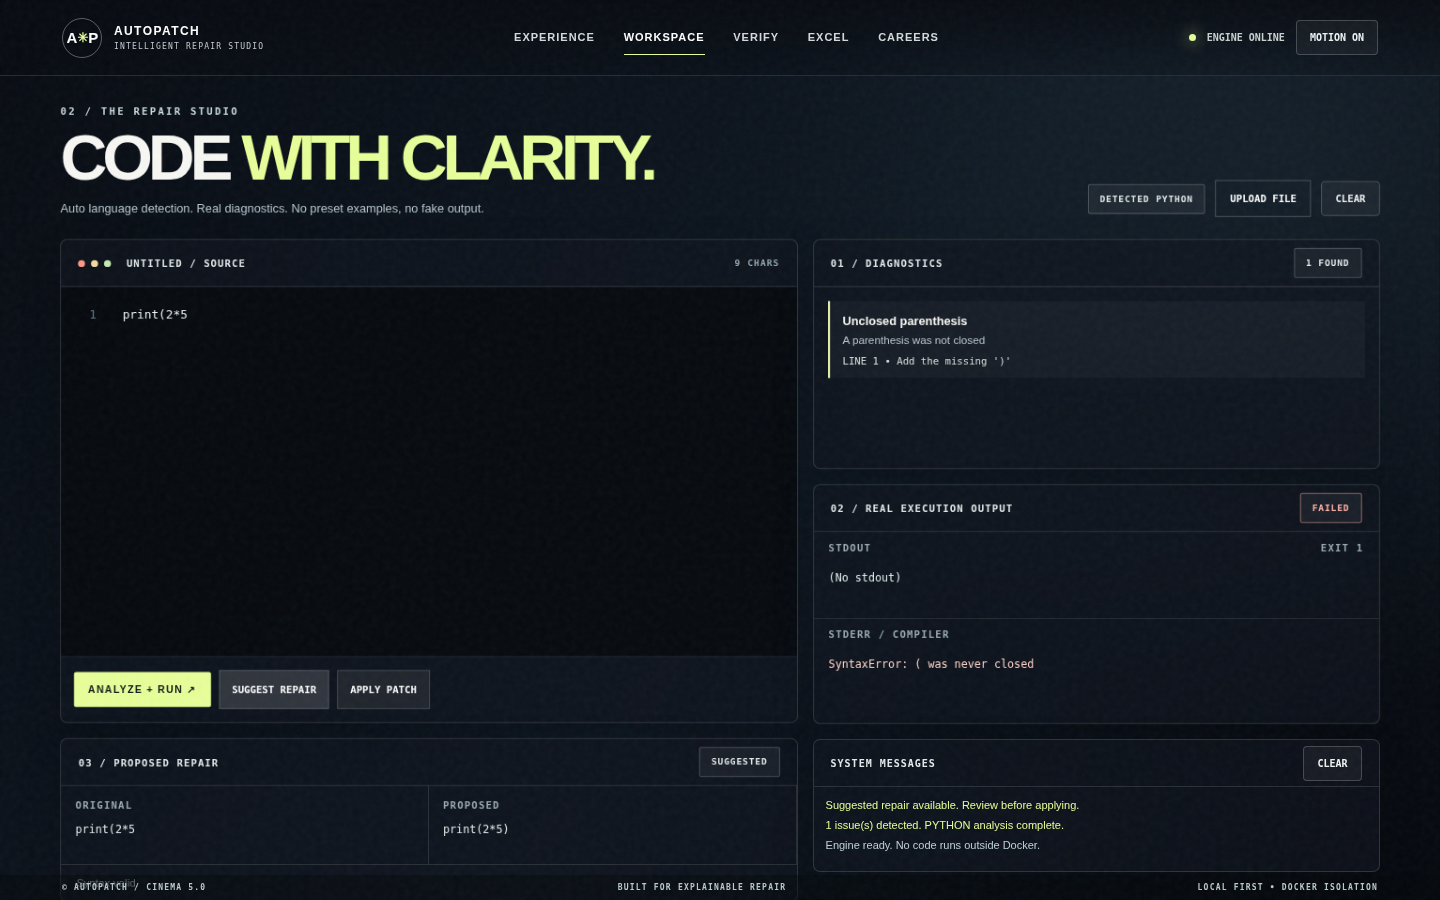 A✳P
AUTOPATCH
INTELLIGENT REPAIR STUDIO
EXPERIENCE WORKSPACE VERIFY EXCEL CAREERS
ENGINE ONLINE
MOTION ON
02 / THE REPAIR STUDIO
CODE WITH CLARITY.
Auto language detection. Real diagnostics. No preset examples, no fake output.
DETECTED PYTHON
UPLOAD FILE
CLEAR
UNTITLED / SOURCE
9 CHARS
1 print(2*5
ANALYZE + RUN ↗
SUGGEST REPAIR
APPLY PATCH
01 / DIAGNOSTICS
1 FOUND
Unclosed parenthesis
A parenthesis was not closed
LINE 1 • Add the missing ')'
02 / REAL EXECUTION OUTPUT
FAILED
STDOUT
EXIT 1
(No stdout)
STDERR / COMPILER
SyntaxError: ( was never closed
03 / PROPOSED REPAIR
SUGGESTED
ORIGINAL
print(2*5
PROPOSED
print(2*5)
Syntax valid
SYSTEM MESSAGES
CLEAR
Suggested repair available. Review before applying.
1 issue(s) detected. PYTHON analysis complete.
Engine ready. No code runs outside Docker.
© AUTOPATCH / CINEMA 5.0
BUILT FOR EXPLAINABLE REPAIR
LOCAL FIRST • DOCKER ISOLATION